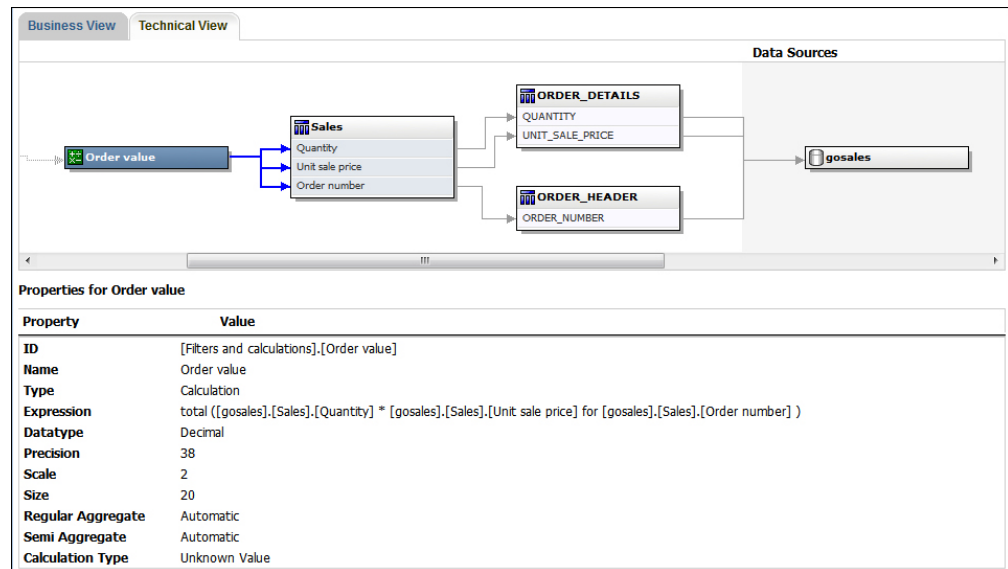 Business View
Technical View
Data Sources
Order value
Sales
Quantity
Unit sale price
Order number
ORDER_DETAILS
QUANTITY
UNIT_SALE_PRICE
ORDER_HEADER
ORDER_NUMBER
gosales
Properties for Order value
Property Value
ID [Filters and calculations].[Order value]
Name Order value
Type Calculation
Expression total ([gosales].[Sales].[Quantity] * [gosales].[Sales].[Unit sale price] for [gosales].[Sales].[Order number] )
Datatype Decimal
Precision 38
Scale 2
Size 20
Regular Aggregate Automatic
Semi Aggregate Automatic
Calculation Type Unknown Value